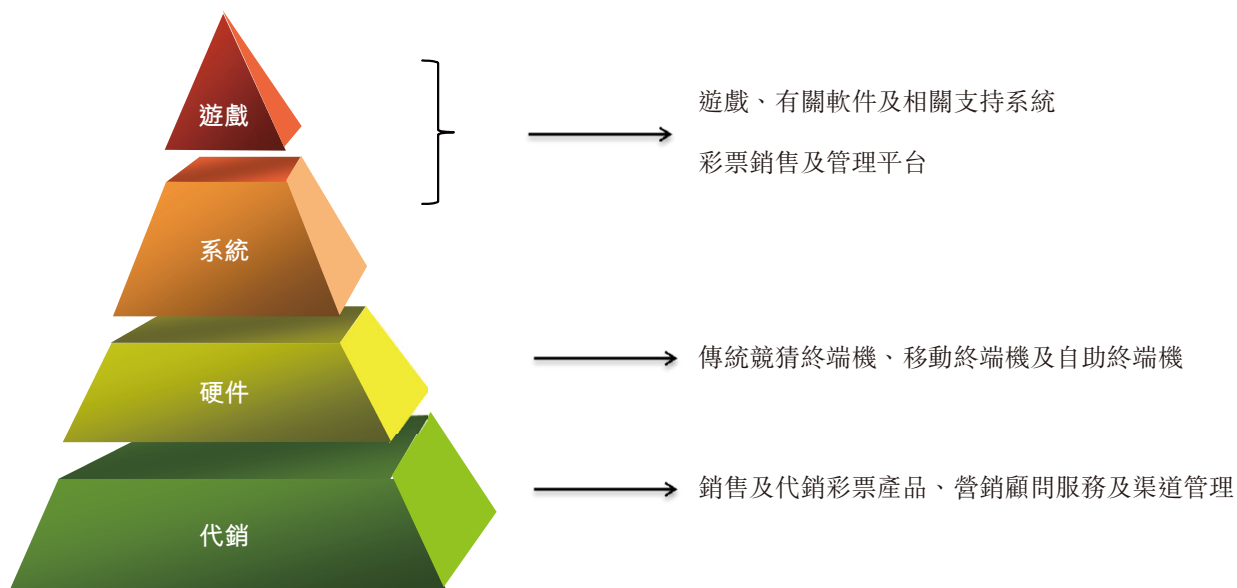 遊戲
遊戲、有關軟件及相關支持系統
彩票銷售及管理平台
系統
硬件
傳統競猜終端機、移動終端機及自助終端機
代銷
銷售及代銷彩票產品、營銷顧問服務及渠道管理